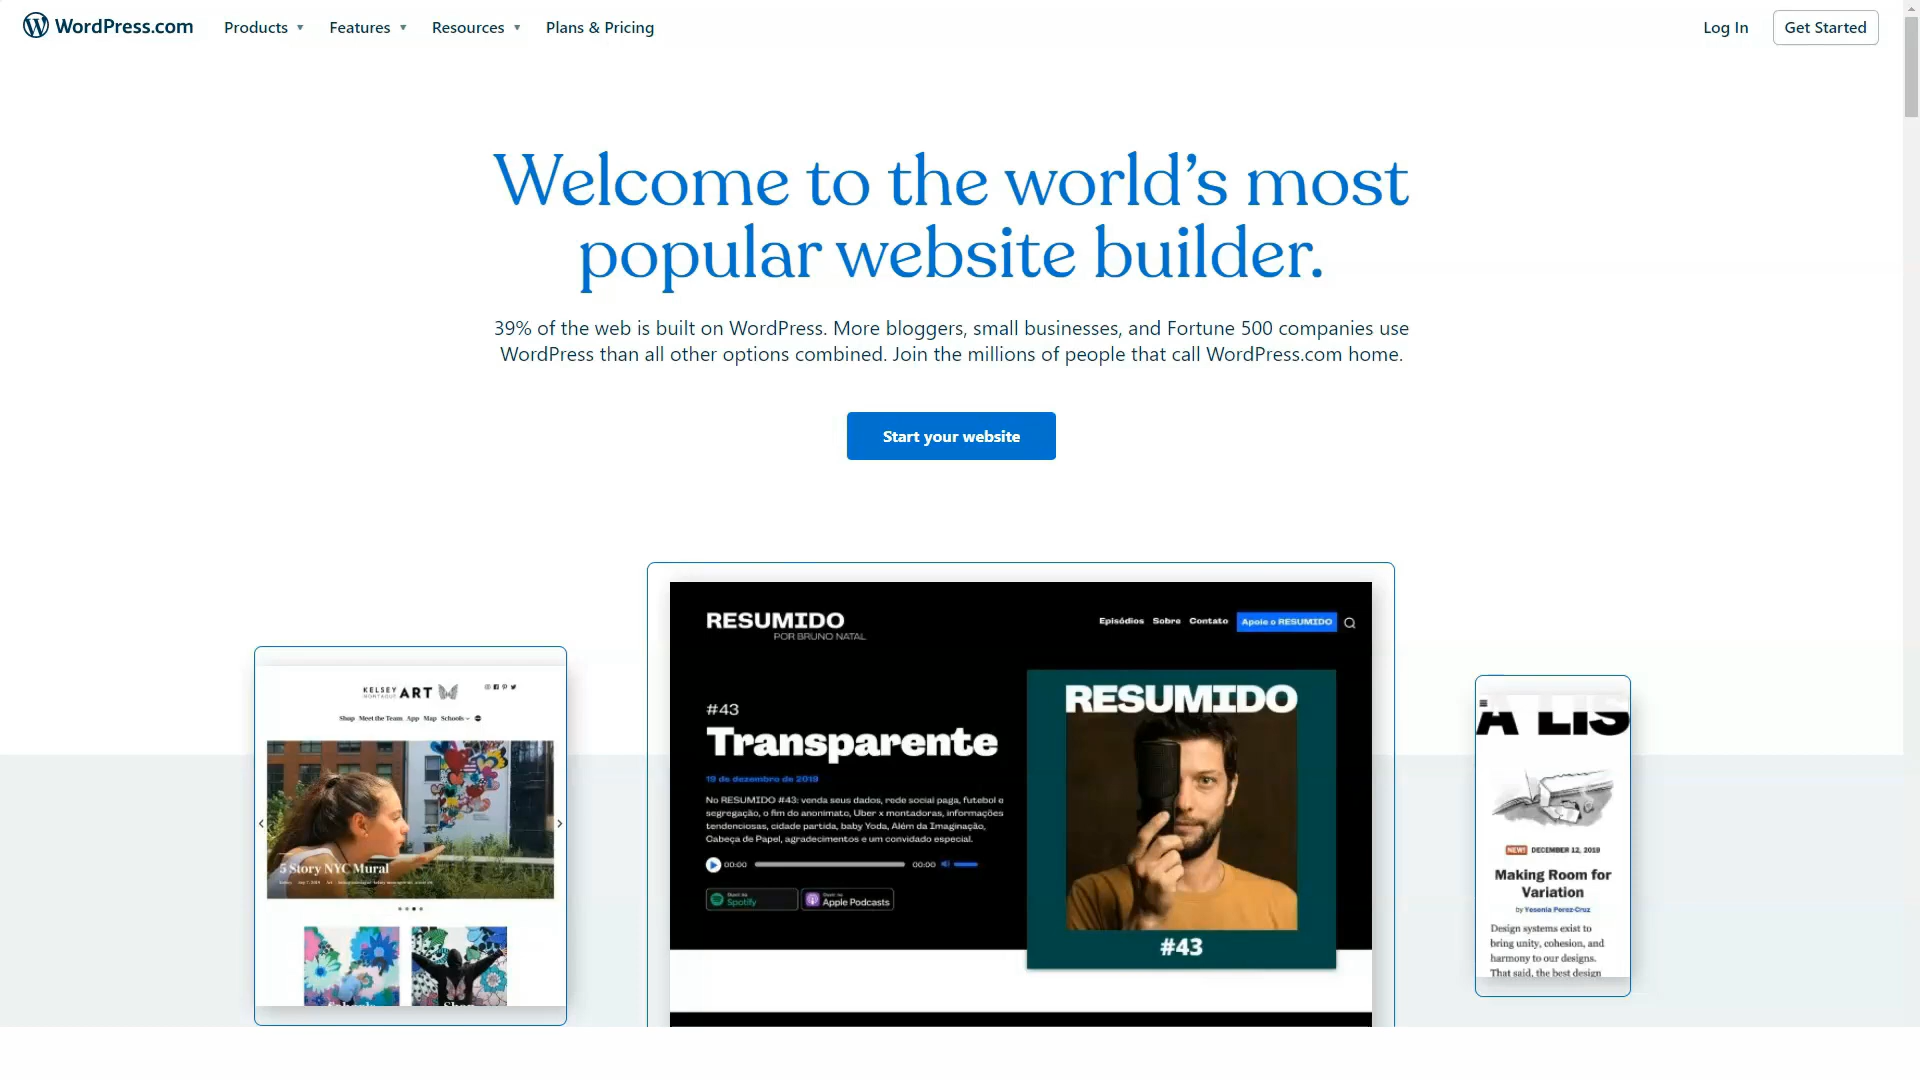 WordPress.com
Products
Features
Resources
Plans & Pricing
Log In
Get Started
Welcome to the world’s most
popular website builder.
39% of the web is built on WordPress. More bloggers, small businesses, and Fortune 500 companies use
WordPress than all other options combined. Join the millions of people that call WordPress.com home.
Start your website
KELSEY
MONTAGUE
ART
Shop Meet the Team App Map Schools
5 Story NYC Mural
Schools
Shop
RESUMIDO
POR BRUNO NATAL
Episódios Sobre Contato Apoie o RESUMIDO
#43
Transparente
19 de dezembro de 2019
No RESUMIDO #43: venda seus dados, rede social paga, futebol e
segregação, o fim do anonimato, Uber x montadoras, informações
tendenciosas, cidade partida, baby Yoda, Além da Imaginação,
Cabeça de Papel, agradecimentos e um convidado especial.
00:00
00:00
Spotify
Apple Podcasts
RESUMIDO
#43
A LIS
NEW! DECEMBER 12, 2019
Making Room for
Variation
by Yesenia Perez-Cruz
Design systems exist to
bring unity, cohesion, and
harmony to our designs.
That said, the best design